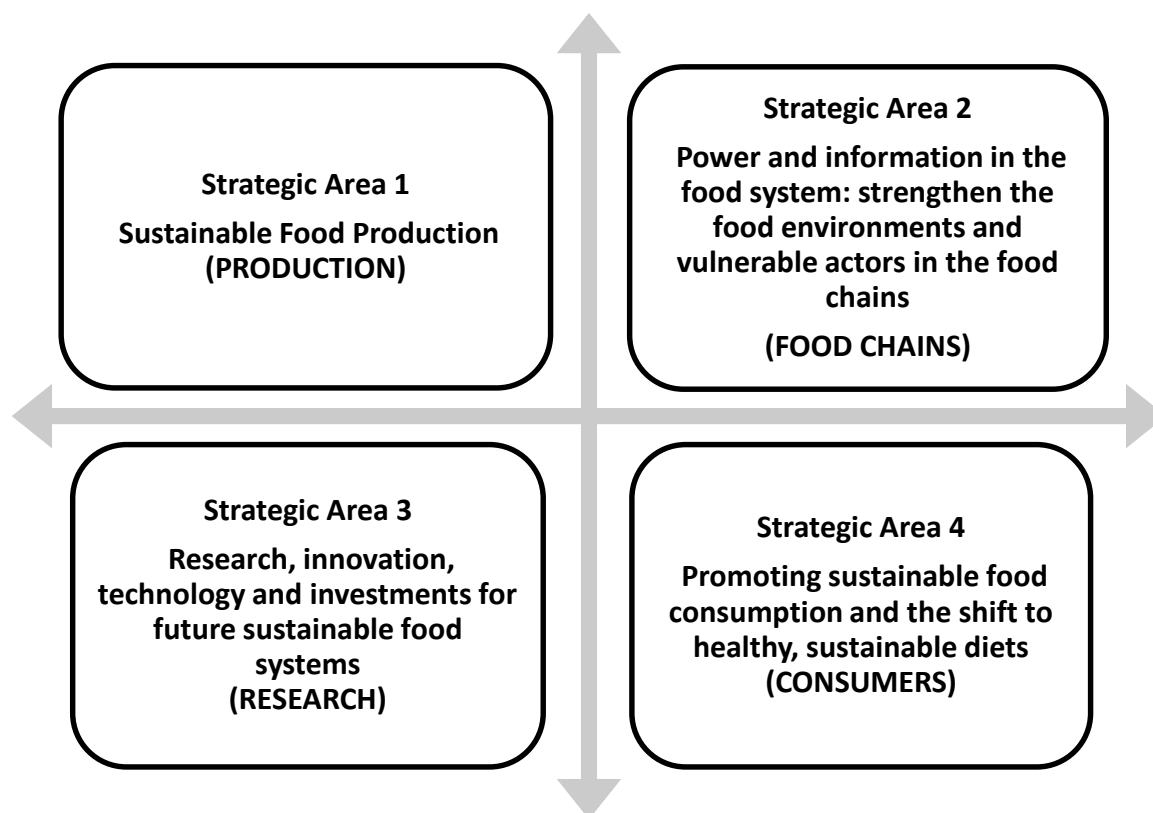 Strategic Area 1
Sustainable Food Production
(PRODUCTION)
Strategic Area 2
Power and information in the
food system: strengthen the
food environments and
vulnerable actors in the food
chains
(FOOD CHAINS)
Strategic Area 3
Research, innovation,
technology and investments for
future sustainable food
systems
(RESEARCH)
Strategic Area 4
Promoting sustainable food
consumption and the shift to
healthy, sustainable diets
(CONSUMERS)